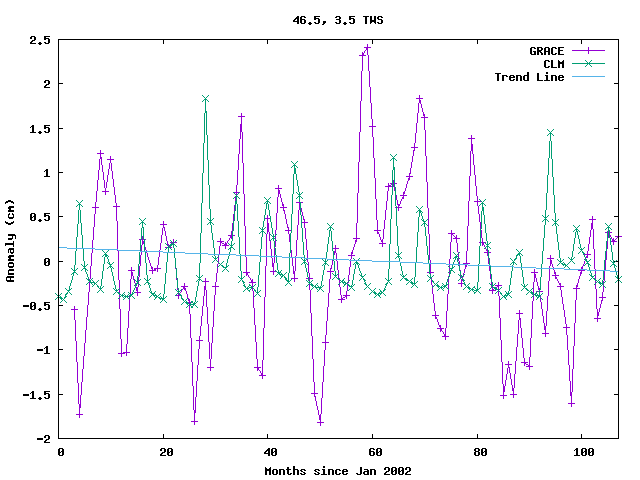 46.5, 3.5 TWS
GRACE
CLM
Trend Line
2.5
2
1.5
1
0.5
0
-0.5
-1
-1.5
-2
Anomaly (cm)
0 20 40 60 80 100
Months since Jan 2002